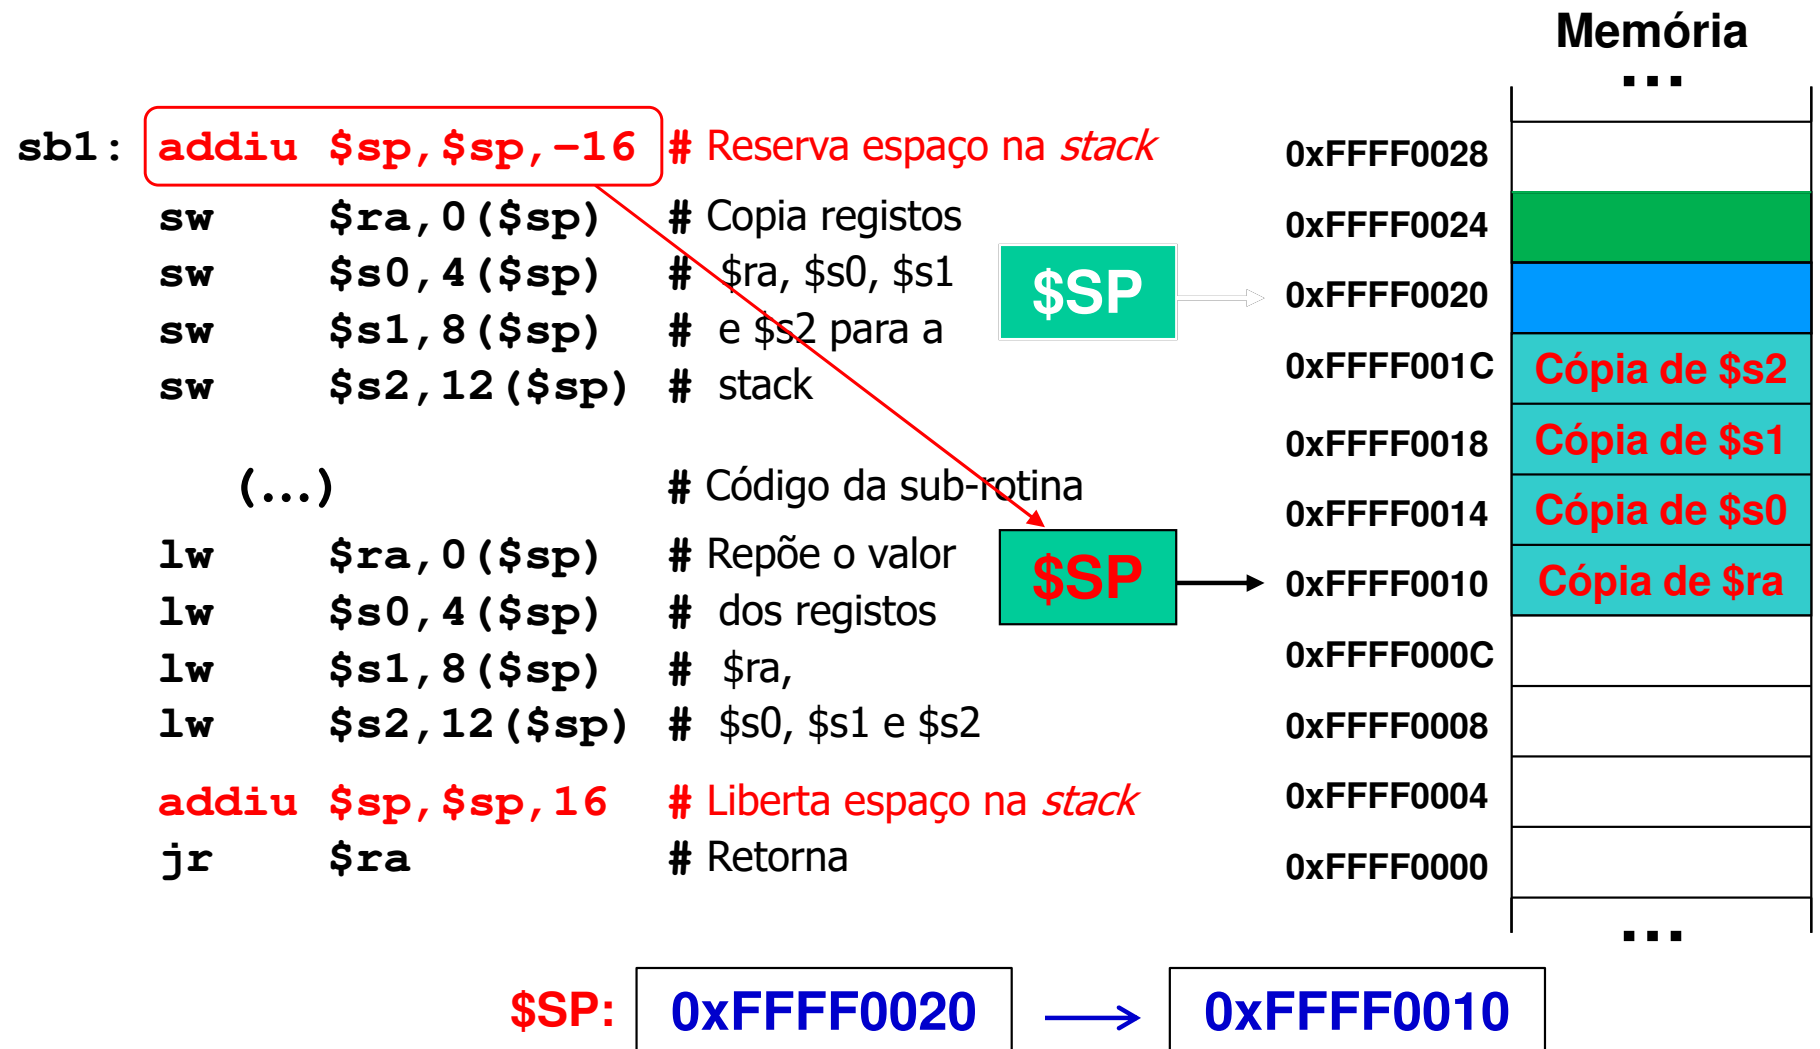 sb1: addiu $sp,$sp,-16 # Reserva espaço na stack
sw $ra,0($sp) # Copia registos
sw $s0,4($sp) # $ra, $s0, $s1
sw $s1,8($sp) # e $s2 para a
sw $s2,12($sp) # stack
(...) # Código da sub-rotina
lw $ra,0($sp) # Repõe o valor
lw $s0,4($sp) # dos registos
lw $s1,8($sp) # $ra,
lw $s2,12($sp) # $s0, $s1 e $s2
addiu $sp,$sp,16 # Liberta espaço na stack
jr $ra # Retorna
$SP
$SP
Memória
...
0xFFFF0028
0xFFFF0024
0xFFFF0020
0xFFFF001C Cópia de $s2
0xFFFF0018 Cópia de $s1
0xFFFF0014 Cópia de $s0
0xFFFF0010 Cópia de $ra
0xFFFF000C
0xFFFF0008
0xFFFF0004
0xFFFF0000
...
$SP: 0xFFFF0020 → 0xFFFF0010